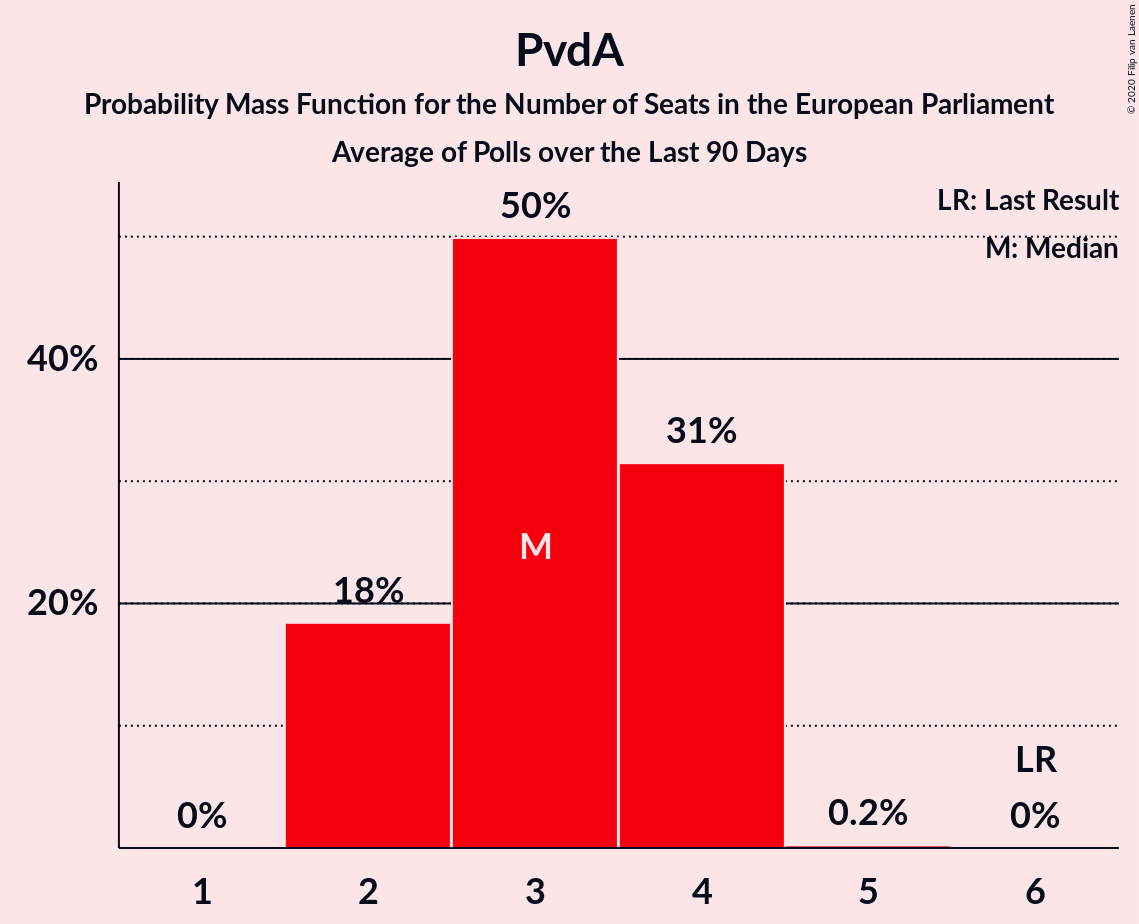 PvdA
Probability Mass Function for the Number of Seats in the European Parliament
Average of Polls over the Last 90 Days
© 2020 Filip van Laenen
LR: Last Result
M: Median
50%
40%
31%
M
18%
20%
LR
0%
0.2%
0%
1 2 3 4 5 6